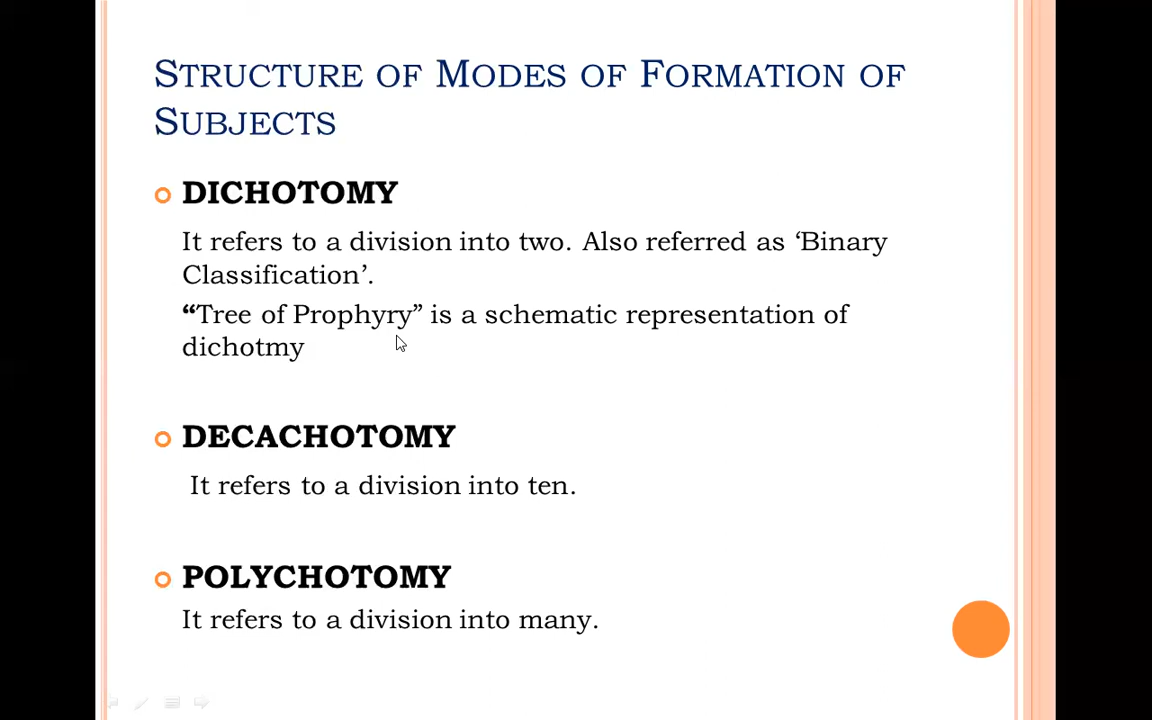 STRUCTURE OF MODES OF FORMATION OF
SUBJECTS
DICHOTOMY
It refers to a division into two. Also referred as ‘Binary
Classification’.
“Tree of Prophyry” is a schematic representation of
dichotmy
DECACHOTOMY
It refers to a division into ten.
POLYCHOTOMY
It refers to a division into many.